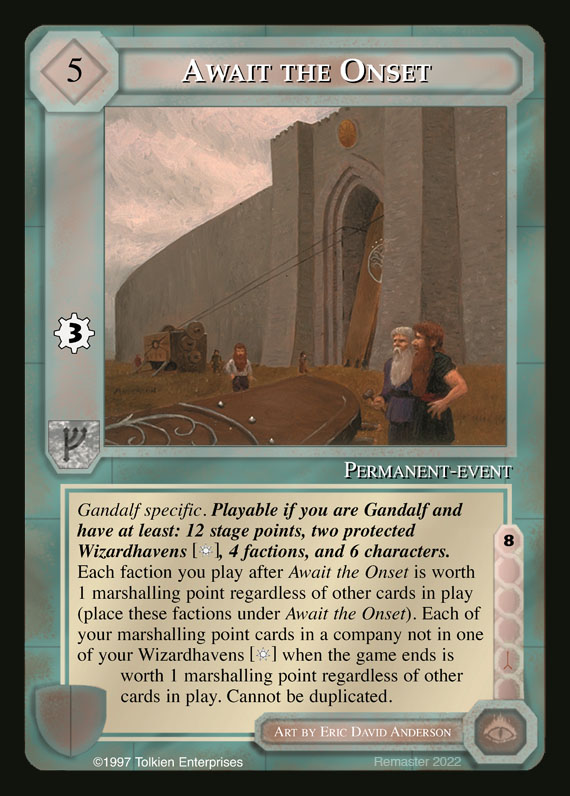 5
Await the Onset
3
Permanent-event
Gandalf specific. Playable if you are Gandalf and
have at least: 12 stage points, two protected
Wizardhavens [], 4 factions, and 6 characters.
Each faction you play after Await the Onset is worth
1 marshalling point regardless of other cards in play
(place these factions under Await the Onset). Each of
your marshalling point cards in a company not in one
of your Wizardhavens [] when the game ends is
worth 1 marshalling point regardless of other
cards in play. Cannot be duplicated.
8
Art by Eric David Anderson
©1997 Tolkien Enterprises
Remaster 2022